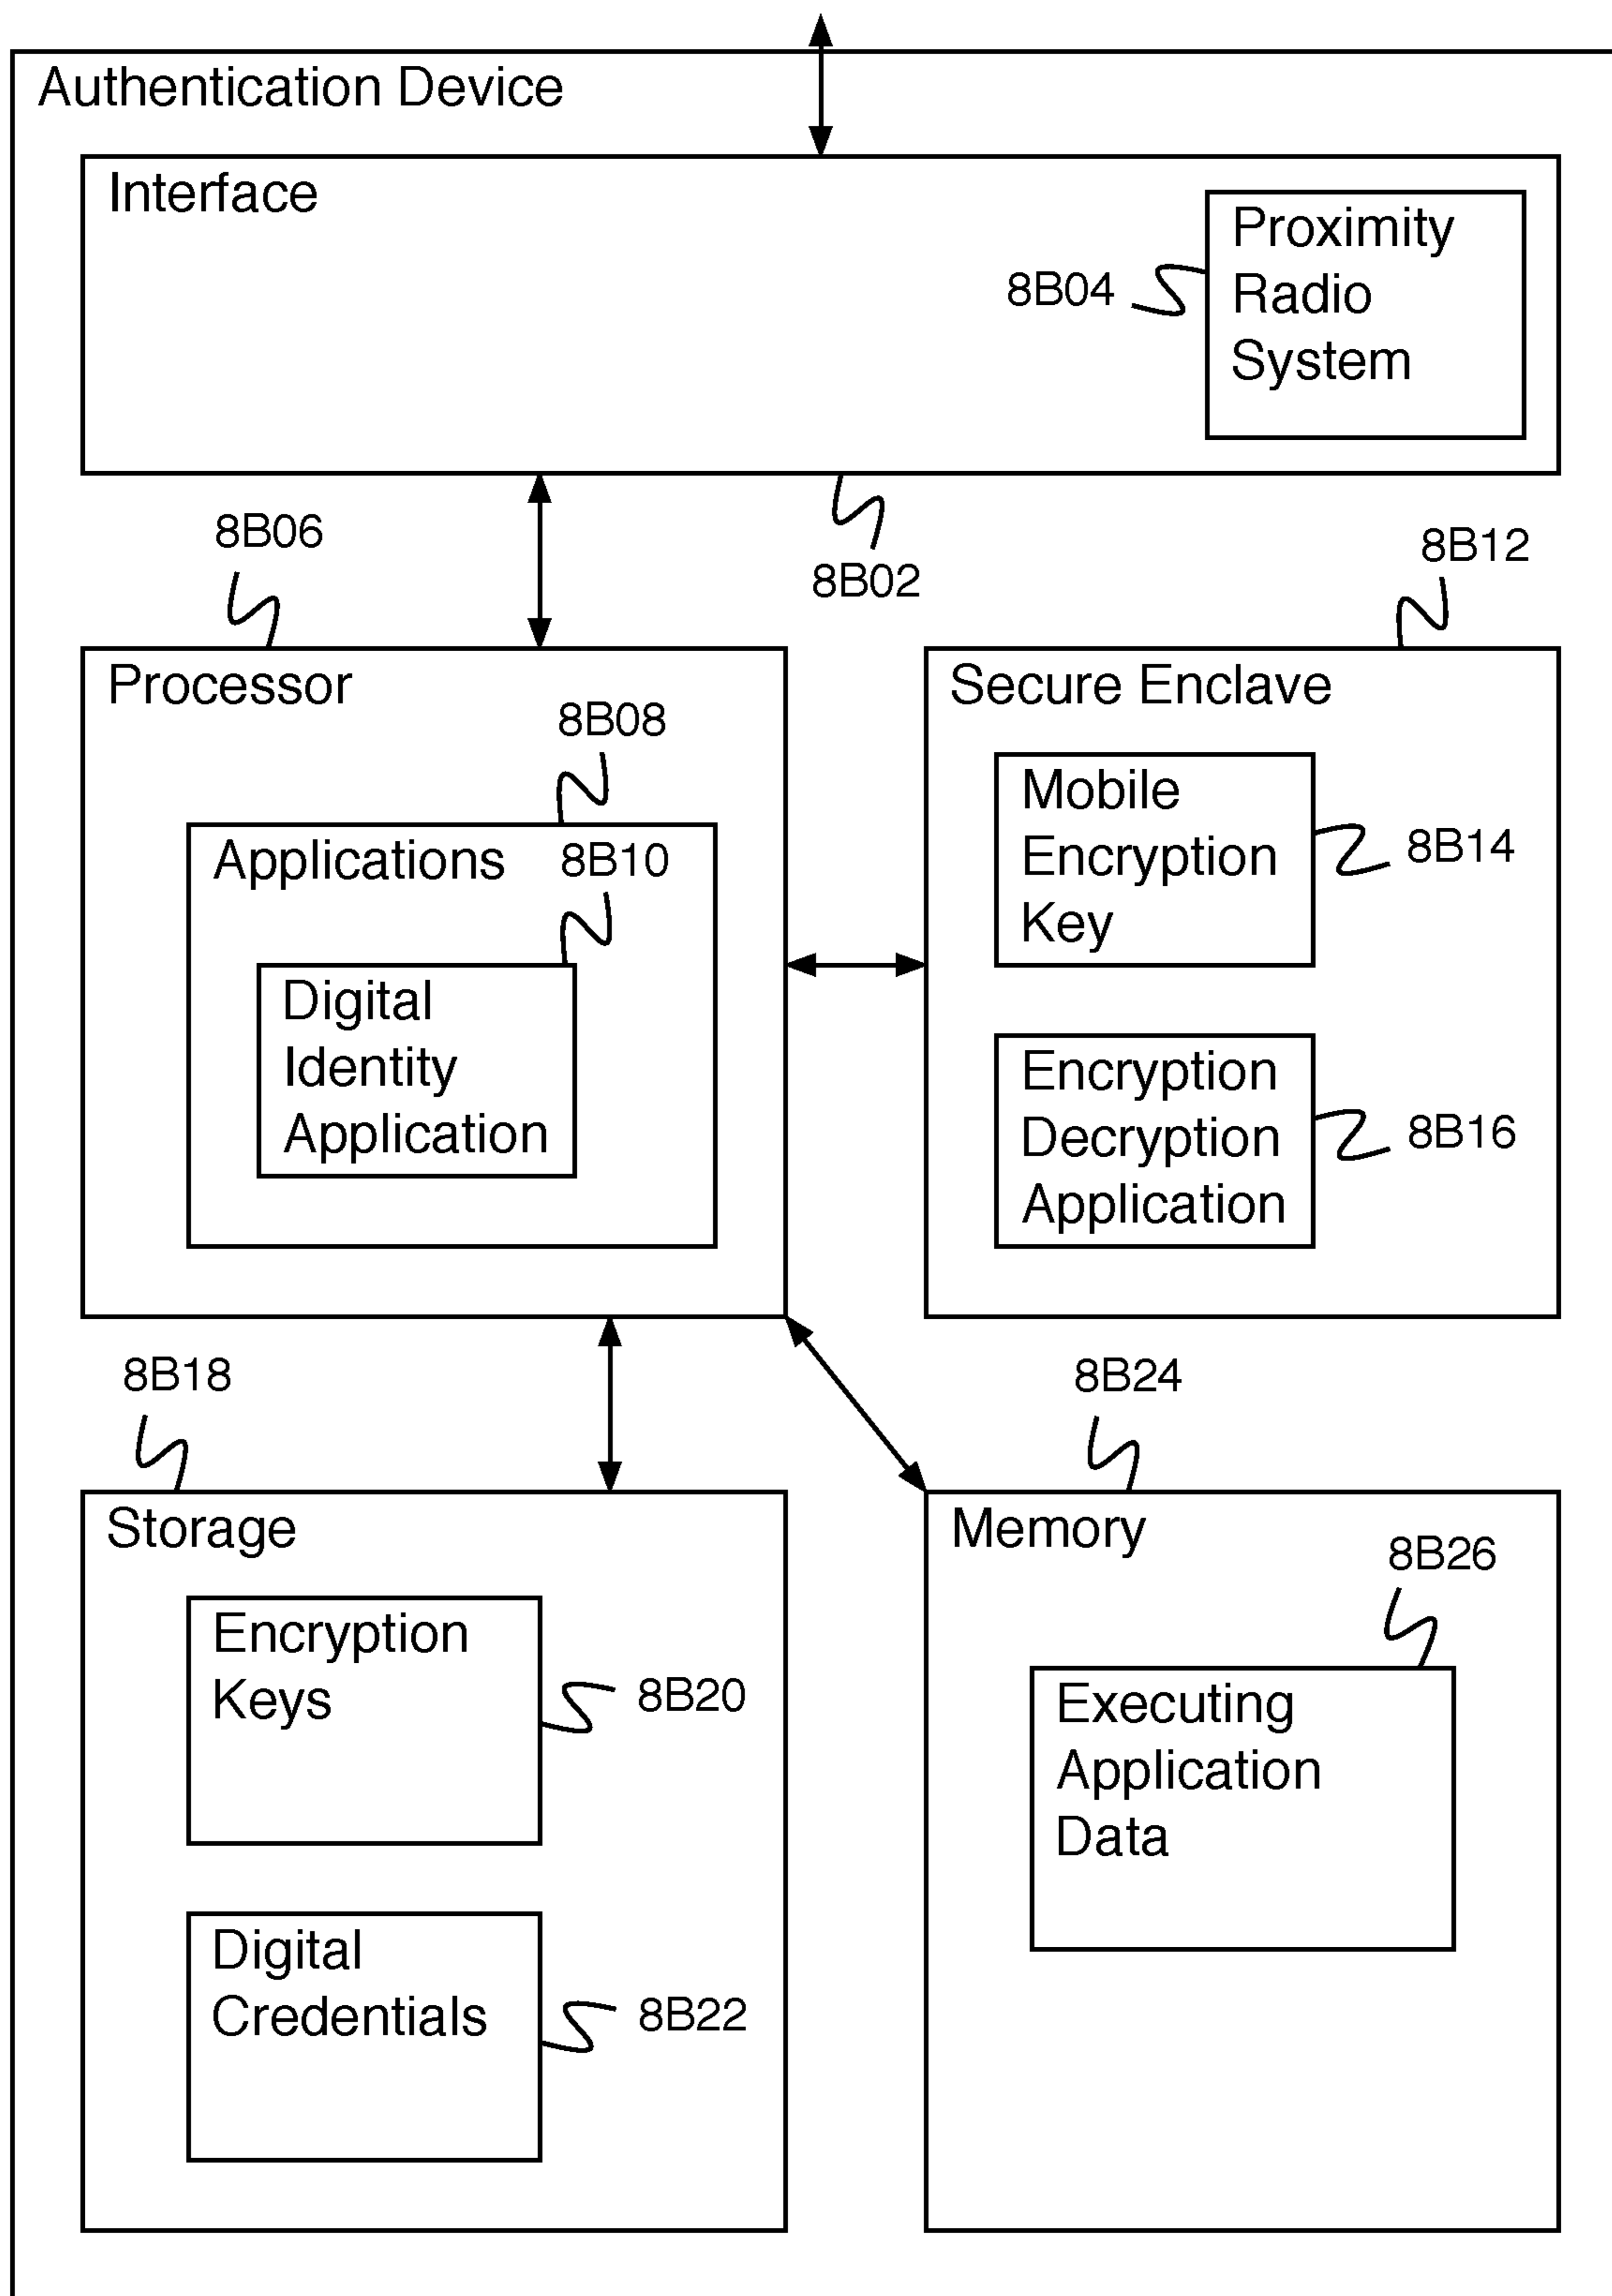 Authentication Device
Interface
Proximity
Radio
System
8B04
8B06
8B02
8B12
Processor
8B08
Applications
8B10
Digital
Identity
Application
Secure Enclave
Mobile
Encryption
Key
8B14
Encryption
Decryption
Application
8B16
8B18
8B24
Storage
Encryption
Keys
8B20
Digital
Credentials
8B22
Memory
8B26
Executing
Application
Data